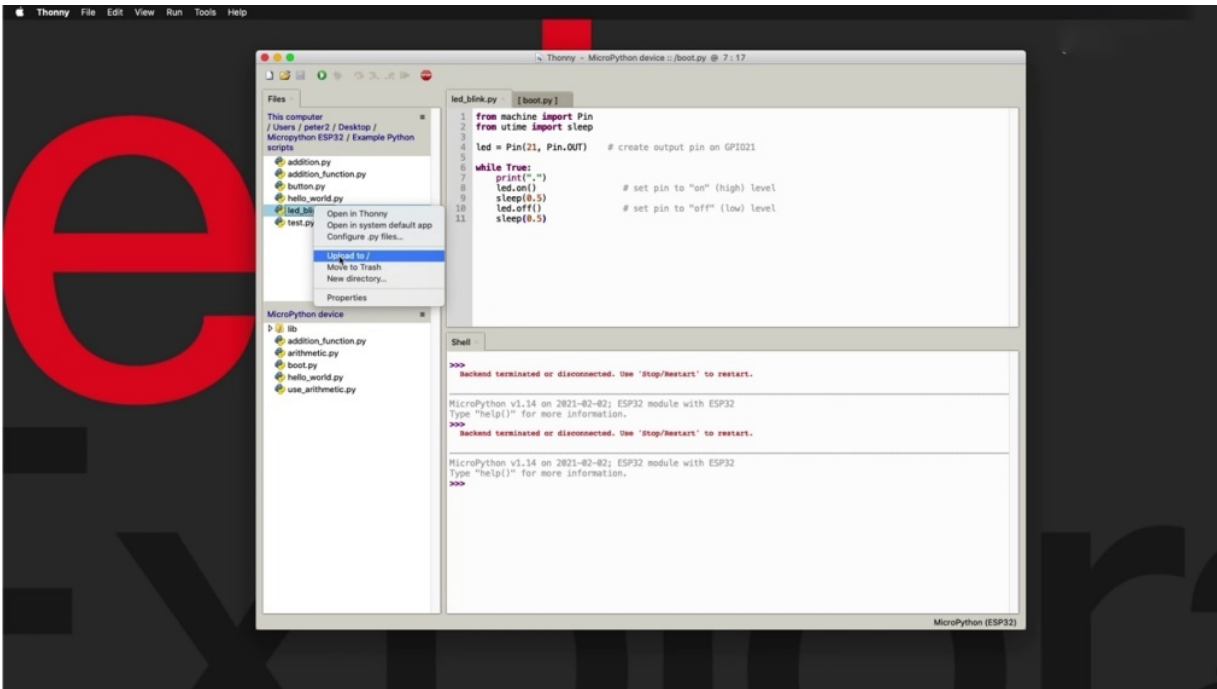 Thonny File Edit View Run Tools Help
Thonny - MicroPython device :: /boot.py @ 7 : 17
Files
This computer
/ Users / peter2 / Desktop /
Micropython ESP32 / Example Python
scripts
addition.py
addition_function.py
button.py
hello_world.py
led_bli
test.py
Open in Thonny
Open in system default app
Configure .py files...
Upload to /
Move to Trash
New directory...
Properties
MicroPython device
lib
addition_function.py
arithmetic.py
boot.py
hello_world.py
use_arithmetic.py
led_blink.py [ boot.py ]
1 from machine import Pin
2 from utime import sleep
3
4 led = Pin(21, Pin.OUT) # create output pin on GPIO21
5
6 while True:
7 print(".")
8 led.on() # set pin to "on" (high) level
9 sleep(0.5)
10 led.off() # set pin to "off" (low) level
11 sleep(0.5)
Shell
>>>
Backend terminated or disconnected. Use 'Stop/Restart' to restart.
MicroPython v1.14 on 2021-02-02; ESP32 module with ESP32
Type "help()" for more information.
>>>
Backend terminated or disconnected. Use 'Stop/Restart' to restart.
MicroPython v1.14 on 2021-02-02; ESP32 module with ESP32
Type "help()" for more information.
>>>
MicroPython (ESP32)